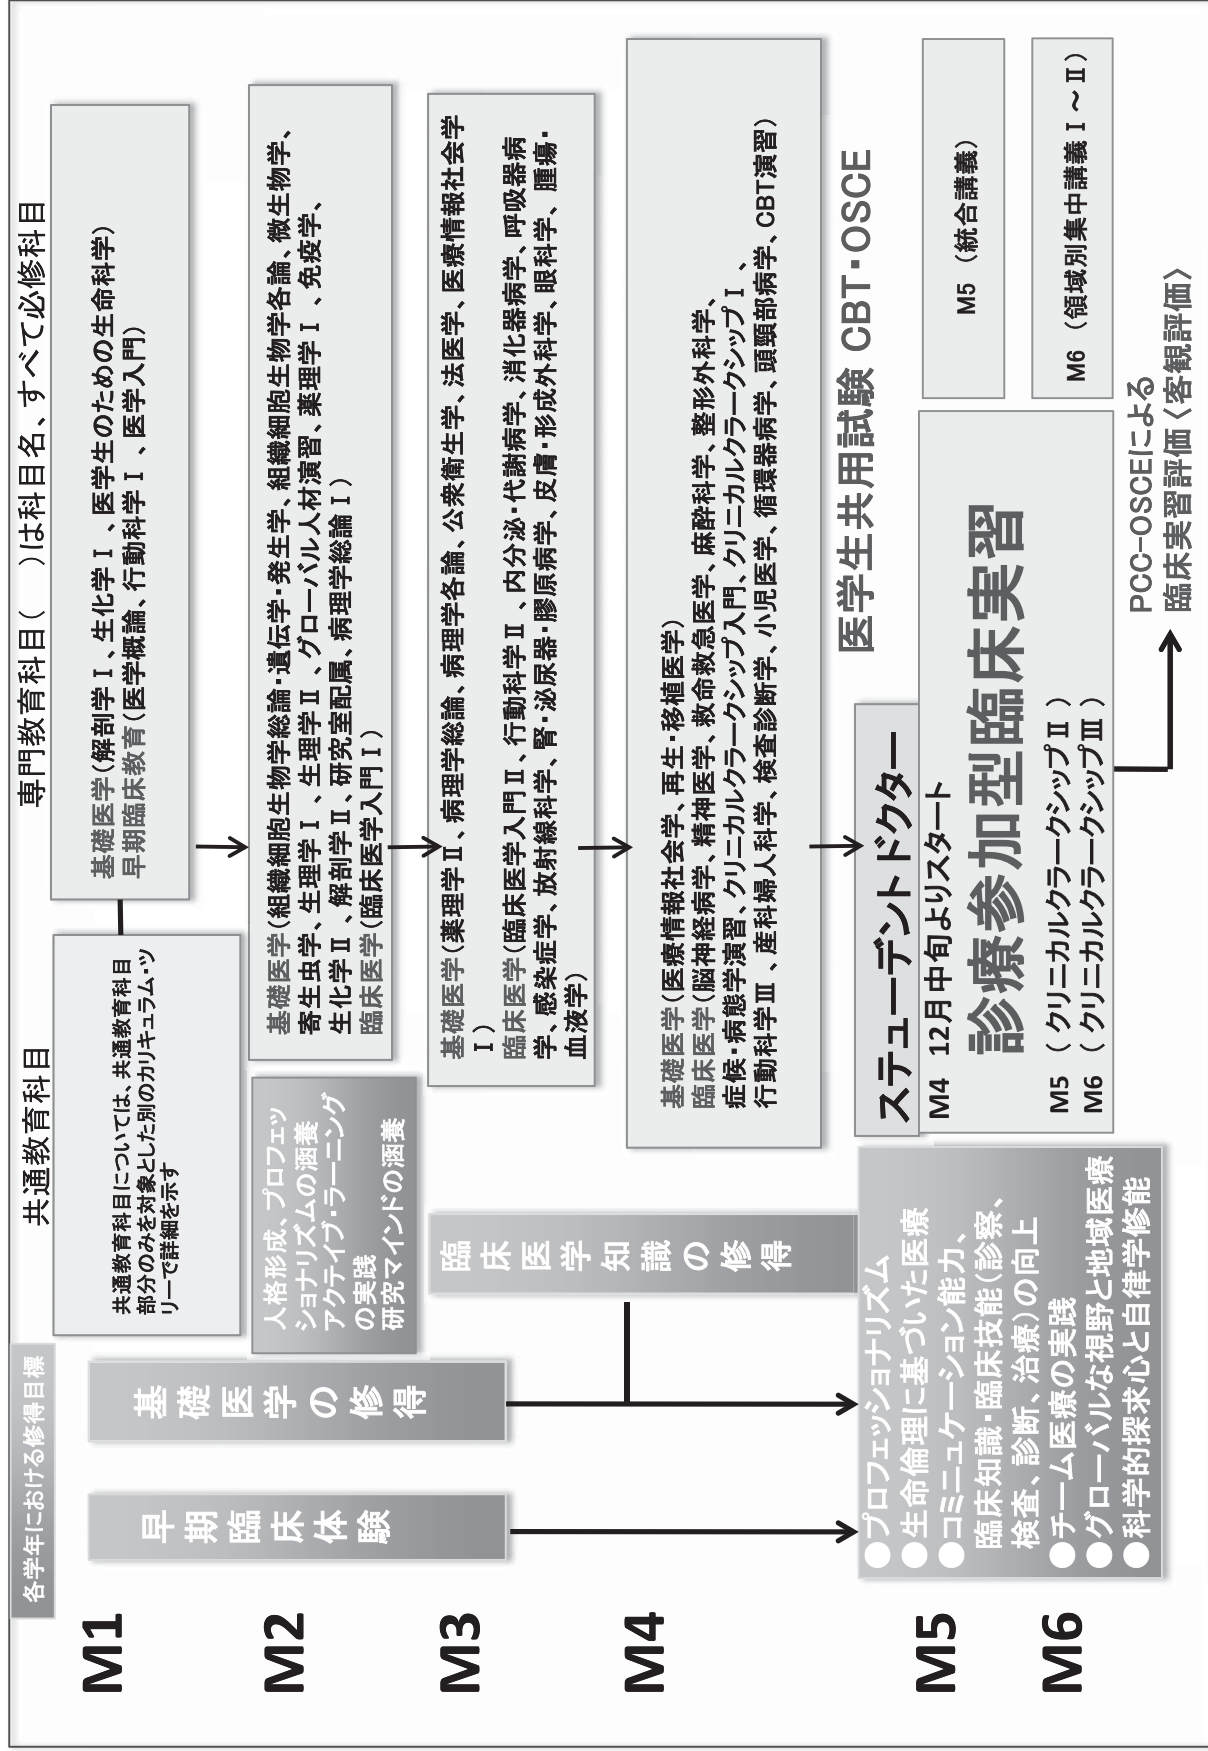 各学年における修得目標
共通教育科目
専門教育科目(　)は科目名、すべて必修科目
M1
共通教育科目については、共通教育科目
部分のみを対象とした別のカリキュラム・ツ
リーで詳細を示す
基礎医学(解剖学Ⅰ、生化学Ⅰ、医学生のための生命科学)
早期臨床教育(医学概論、行動科学Ⅰ、医学入門)
早期臨床体験
基礎医学の修得
M2
人格形成、プロフェッ
ショナリズムの涵養
アクティブ・ラーニング
の実践
研究マインドの涵養
基礎医学(組織細胞生物学総論・遺伝学・発生学、組織細胞生物学各論、微生物学、
寄生虫学、生理学Ⅰ、生理学Ⅱ、グローバル人材演習、薬理学Ⅰ、免疫学、
生化学Ⅱ、解剖学Ⅱ、研究室配属、病理学総論Ⅰ)
臨床医学(臨床医学入門Ⅰ)
M3
臨床医学知識の修得
基礎医学(薬理学Ⅱ、病理学総論、病理学各論、公衆衛生学、法医学、医療情報社会学
Ⅰ)
臨床医学(臨床医学入門Ⅱ、行動科学Ⅱ、内分泌・代謝病学、消化器病学、呼吸器病
学、感染症学、放射線科学、腎・泌尿器・膠原病学、皮膚・形成外科学、眼科学、腫瘍・
血液学)
M4
基礎医学(医療情報社会学、再生・移植医学)
臨床医学(脳神経病学、精神医学、救命救急医学、麻酔科学、整形外科学、
症候・病態学演習、クリニカルクラークシップ入門、クリニカルクラークシップⅠ、
行動科学Ⅲ、産科婦人科学、検査診断学、小児医学、循環器病学、頭頸部病学、CBT演習)
医学生共用試験 CBT・OSCE
M5
M6
●プロフェッショナリズム
●生命倫理に基づいた医療
●コミニュケーション能力、
臨床知識・臨床技能(診察、
検査、診断、治療)の向上
●チーム医療の実践
●グローバルな視野と地域医療
●科学的探求心と自律学修能
ステューデントドクター
M4　12月中旬よりスタート
診療参加型臨床実習
M5　(クリニカルクラークシップⅡ)
M6　(クリニカルクラークシップⅢ)
M5　(統合講義)
M6　(領域別集中講義Ⅰ～Ⅱ)
PCC-OSCEによる
臨床実習評価〈客観評価〉